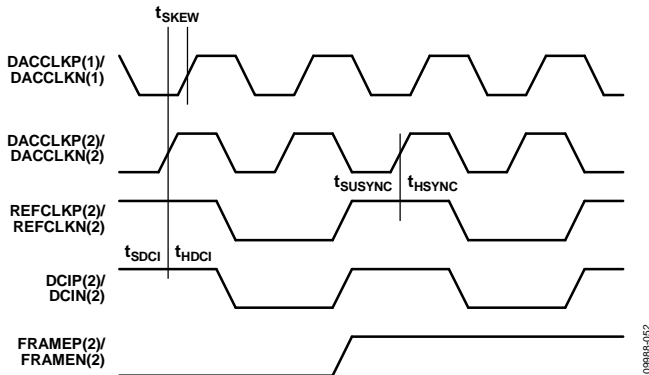 tSKEW
DACCLKP(1)/
DACCLKN(1)
DACCLKP(2)/
DACCLKN(2)
tSUSYNC tHSYNC
REFCLKP(2)/
REFCLKN(2)
tSDCI tHDCI
DCIP(2)/
DCIN(2)
FRAMEP(2)/
FRAMEN(2)
09988-052